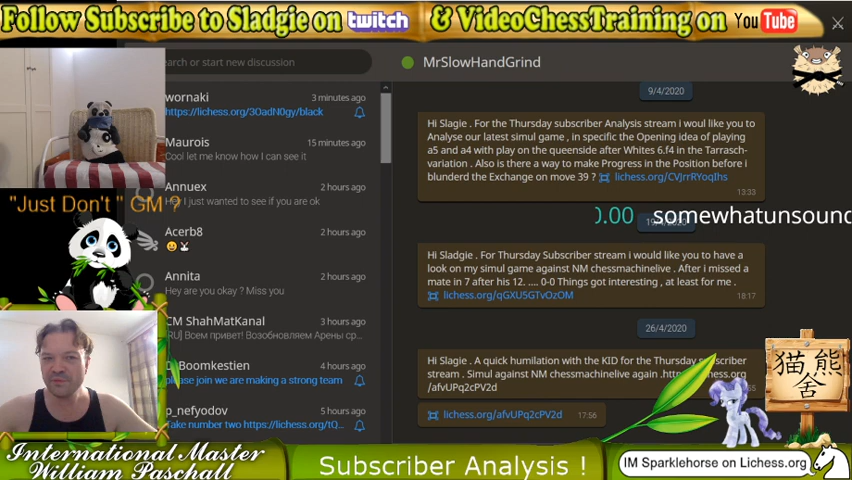 Follow Subscribe to Sladgie on twitch & VideoChessTraining on YouTube
earch or start new discussion
MrSlowHandGrind
9/4/2020
wornaki 3 minutes ago
https://lichess.org/3OadN0gy/black
Maurois 15 minutes ago
Cool let me know how I can see it
Annuex 2 hours ago
Hey I just wanted to see if you are ok
Acerb8 2 hours ago
Annita 2 hours ago
Hey are you okay ? Miss you
CM ShahMatKanal 3 hours ago
[RU] Всем привет! Возобновляем Арены ср...
D_Boomkestien 4 hours ago
please join we are making a strong team
p_nefyodov 5 hours ago
Take number two https://lichess.org/tQ...
Hi Slagie . For the Thursday subscriber Analysis stream i woul like you to
Analyse our latest simul game , in specific the Opening idea of playing
a5 and a4 with play on the queenside after Whites 6.f4 in the Tarrasch-
variation . Also is there a way to make Progress in the Position before i
blunderd the Exchange on move 39 ? lichess.org/CVJrrRYoqIhs
13:33
0.00 somewhatunsound
19/4/2020
Hi Sladgie . For Thursday Subscriber stream i would like you to have a
look on my simul game against NM chessmachinelive . After i missed a
mate in 7 after his 12. .... 0-0 Things got interesting , at least for me .
lichess.org/qGXU5GTvOzOM
18:17
26/4/2020
Hi Slagie . A quick humilation with the KID for the Thursday subscriber
stream . Simul against NM chessmachinelive again .
/afvUPq2cPV2d
lichess.org/afvUPq2cPV2d 17:56
"Just Don't " GM ?
猫熊
舍
International Master
William Paschall
Subscriber Analysis !
IM Sparklehorse on Lichess.org